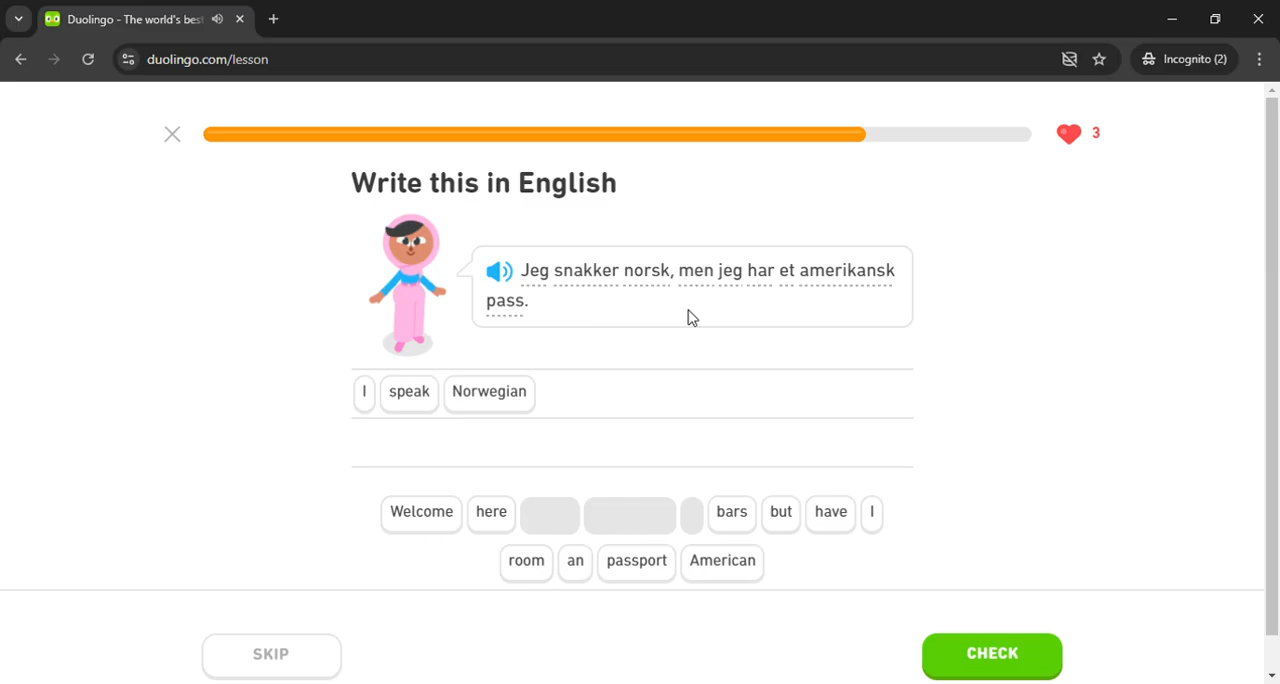 Duolingo - The world's best
duolingo.com/lesson
Incognito (2)
3
Write this in English
Jeg snakker norsk, men jeg har et amerikansk
pass.
I speak Norwegian
Welcome here bars but have I
room an passport American
SKIP
CHECK